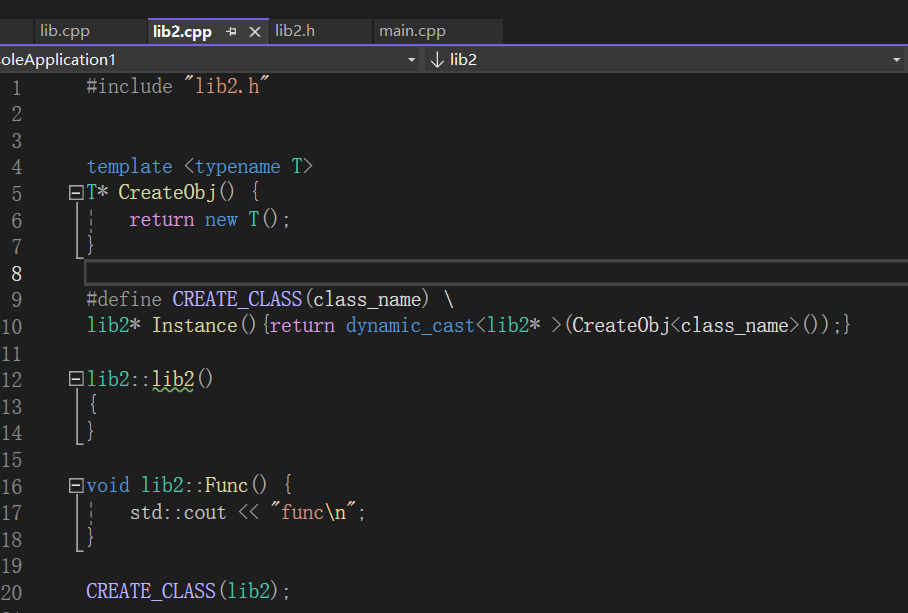 lib.cpp lib2.cpp lib2.h main.cpp
oleApplication1 lib2
1 #include "lib2.h"
2
3
4 template <typename T>
5 T* CreateObj() {
6 return new T();
7 }
8
9 #define CREATE_CLASS(class_name) \
10 lib2* Instance(){return dynamic_cast<lib2* >(CreateObj<class_name>());}
11
12 lib2::lib2()
13 {
14 }
15
16 void lib2::Func() {
17 std::cout << "func\n";
18 }
19
20 CREATE_CLASS(lib2);